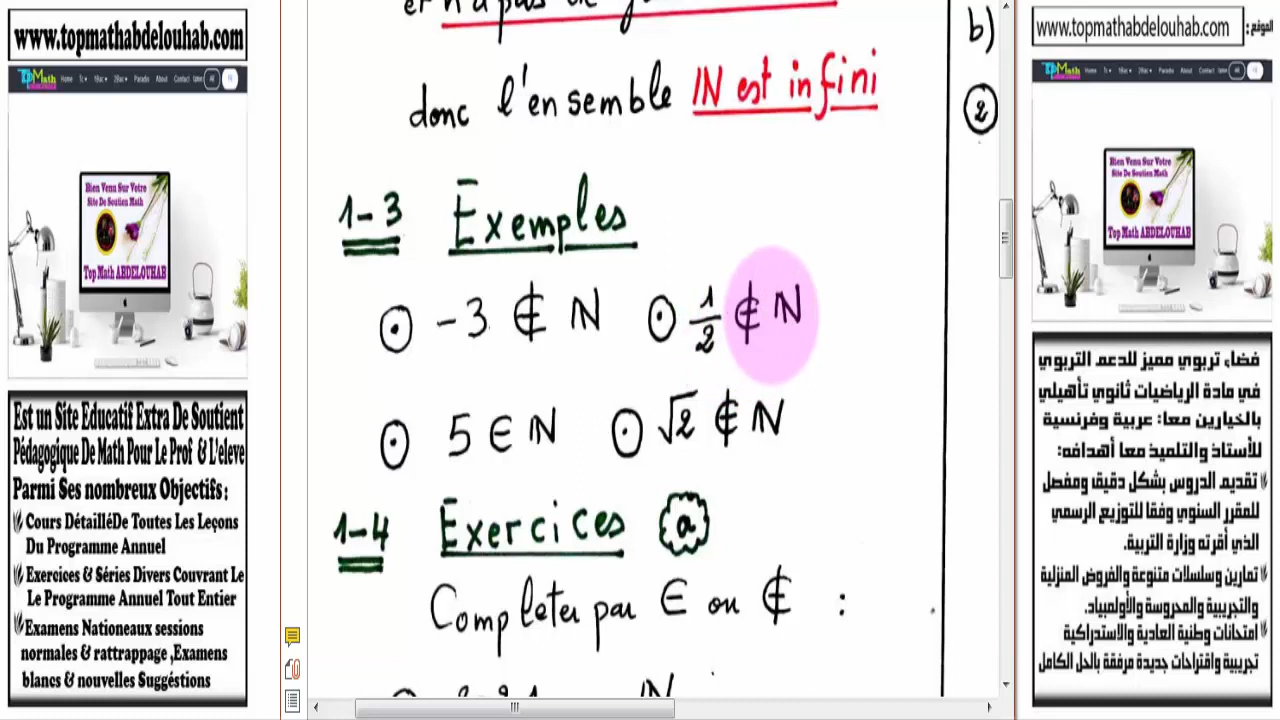 www.topmathabdelouhab.com
Bien Venu Sur Votre
Site De Soutien Math
Top Math ABDELOUHAB
Est un Site Educatif Extra De Soutient
Pédagogique De Math Pour Le Prof & L'eleve
Parmi Ses nombreux Objectifs :
Cours DétailléDe Toutes Les Leçons
Du Programme Annuel
Exercices & Séries Divers Couvrant Le
Le Programme Annuel Tout Entier
Examens Nationeaux sessions
normales & rattrappage ,Examens
blancs & nouvelles Suggéstions
donc l'ensemble IN est infini
1-3 Exemples
⊙ -3 ∉ ℕ ⊙ 1/2 ∉ ℕ
⊙ 5 ∈ ℕ ⊙ √2 ∉ ℕ
1-4 Exercices a
Completer par ∈ ou ∉ :
b)
2
الموقع : www.topmathabdelouhab.com
Bien Venu Sur Votre
Site De Soutien Math
Top Math ABDELOUHAB
فضاء تربوي مميز للدعم التربوي
في مادة الرياضيات ثانوي تأهيلي
بالخيارين معا: عربية وفرنسية
للأستاذ والتلميذ معا أهدافه:
تقديم الدروس بشكل دقيق ومفصل
للمقرر السنوي وفقا للتوزيع الرسمي
الذي أقرته وزارة التربية.
تمارين وسلسلات متنوعة والفروض المنزلية
والتجريبية والمحروسة والأولمبياد.
امتحانات وطنية العادية والاستدراكية
تجريبية واقتراحات جديدة مرفقة بالحل الكامل